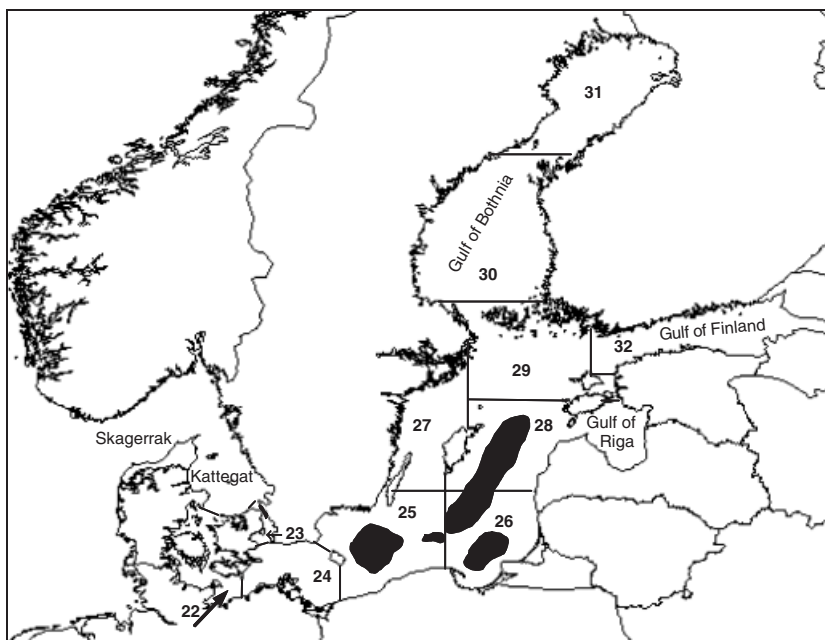 31
Gulf of Bothnia
30
Gulf of Finland
32
29
27
28
Gulf of
Riga
Skagerrak
Kattegat
25
26
23
24
22